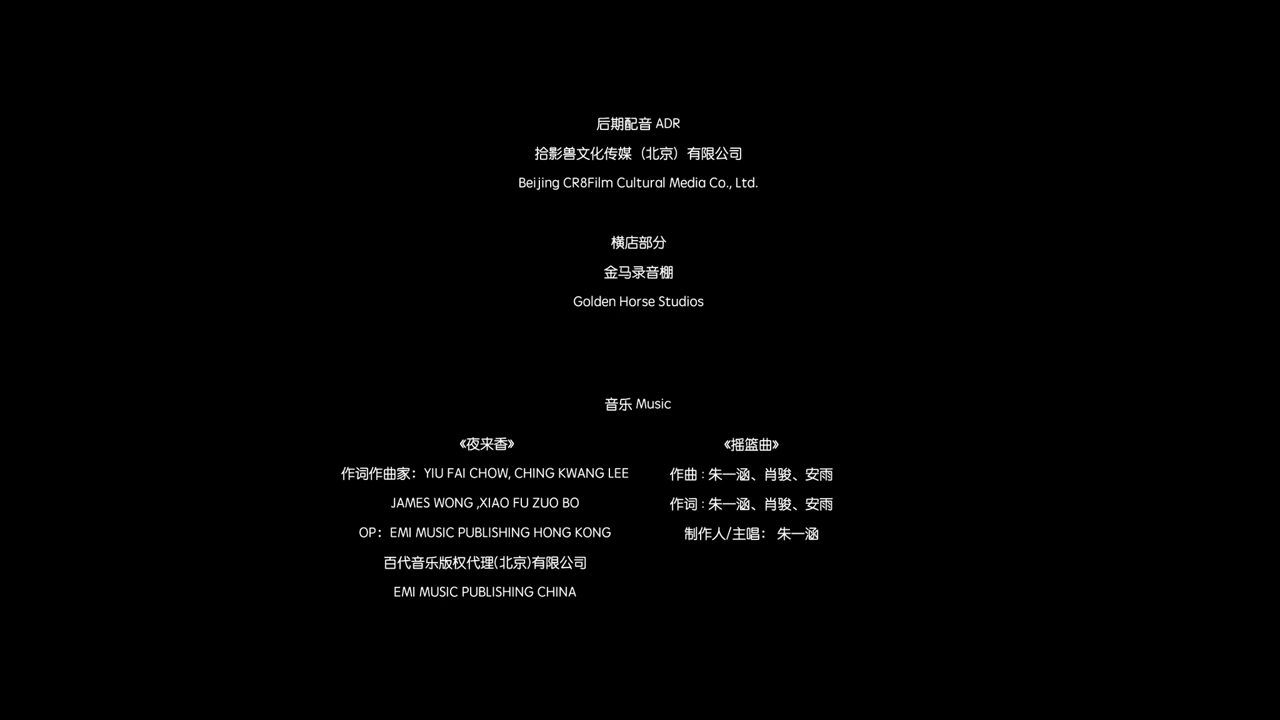 后期配音 ADR
拾影兽文化传媒（北京）有限公司
Beijing CR8Film Cultural Media Co., Ltd.
横店部分
金马录音棚
Golden Horse Studios
音乐 Music
《夜来香》
作词作曲家：YIU FAI CHOW, CHING KWANG LEE
JAMES WONG ,XIAO FU ZUO BO
OP：EMI MUSIC PUBLISHING HONG KONG
百代音乐版权代理(北京)有限公司
EMI MUSIC PUBLISHING CHINA
《摇篮曲》
作曲 : 朱一涵、肖骏、安雨
作词 : 朱一涵、肖骏、安雨
制作人/主唱： 朱一涵